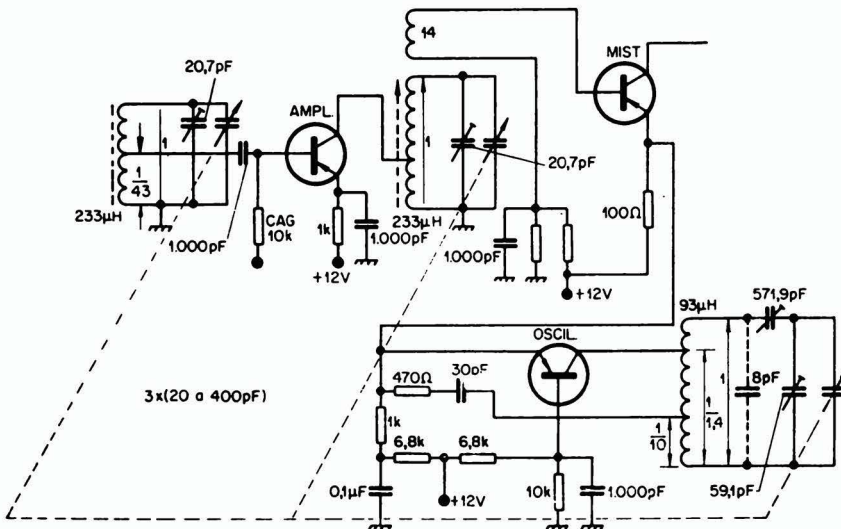 14
MIST
20,7pF
AMPL.
1
1
20,7pF
1
43
233µH
CAG
10k
1k
1.000pF
233µH
100Ω
1.000pF
1.000pF
+12V
+12V
93µH
571,9pF
OSCIL.
30pF
470Ω
8pF
1
3x(20 a 400pF)
1
1,4
1k
1
10
6,8k
6,8k
0,1µF
+12V
10k
1.000pF
59,1pF